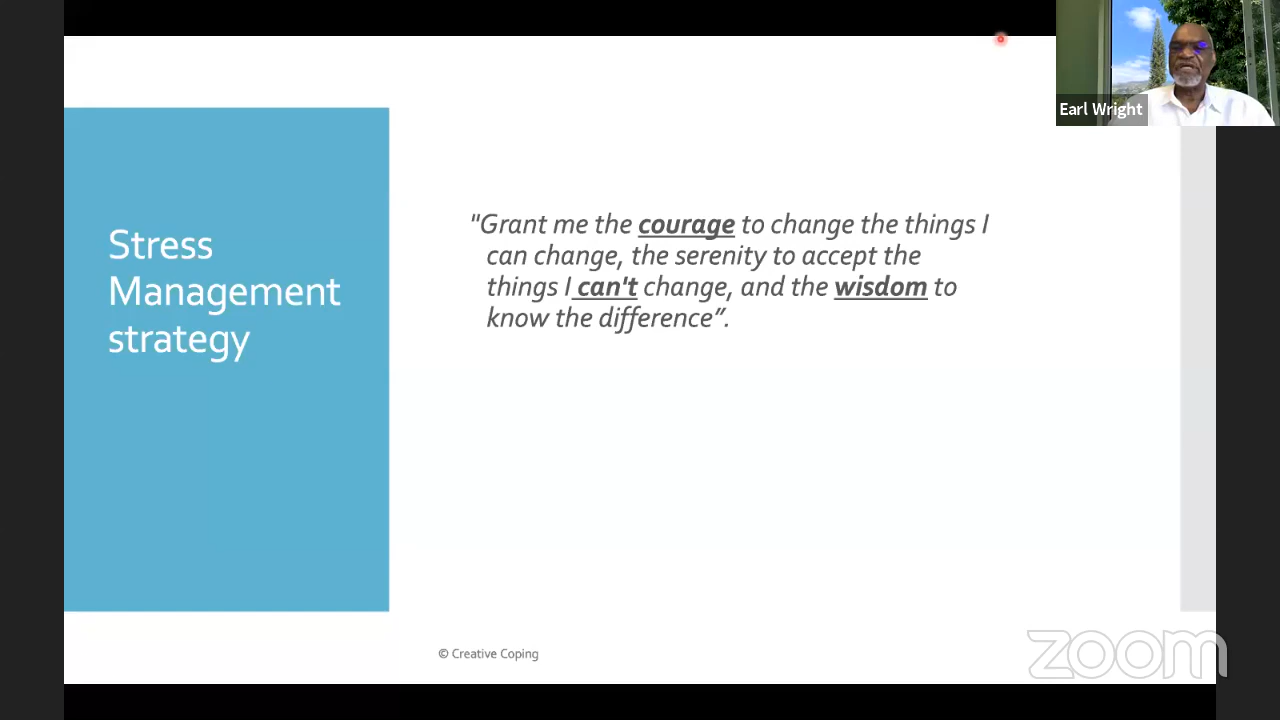 Earl Wright
Stress
Management
strategy
"Grant me the courage to change the things I
can change, the serenity to accept the
things I can't change, and the wisdom to
know the difference”.
© Creative Coping
zoom